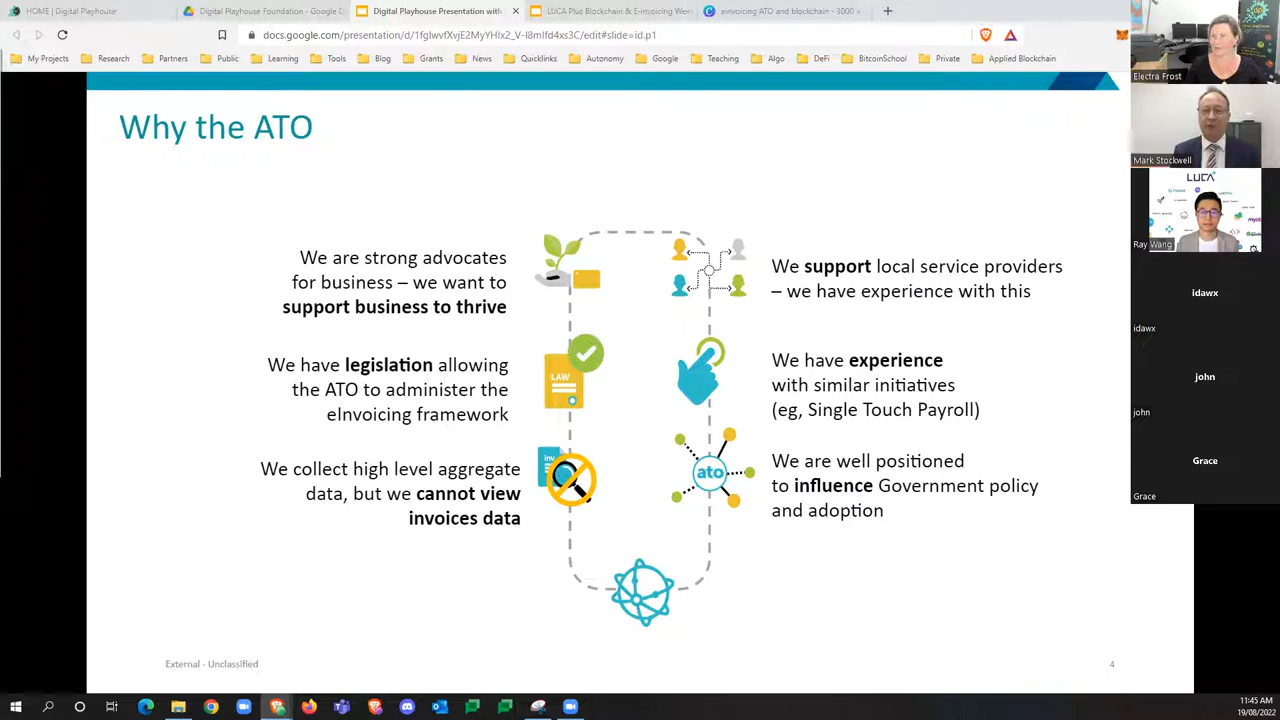 HOME | Digital Playhouse
Digital Playhouse Foundation - Google D
Digital Playhouse Presentation with
LUCA Plus Blockchain & E-invoicing Wee
einvoicing ATO and blockchain - 3000 ×
docs.google.com/presentation/d/1fgIwvfXvjE2MyYHIx2_V-I8mIfd4xs3C/edit#slide=id.p1
My Projects
Research
Partners
Public
Learning
Tools
Blog
Grants
News
Quicklinks
Autonomy
Google
Teaching
Algo
DeFi
BitcoinSchool
Private
Applied Blockchain
Why the ATO
We are strong advocates
for business – we want to
support business to thrive
We have legislation allowing
the ATO to administer the
eInvoicing framework
We collect high level aggregate
data, but we cannot view
invoices data
LAW
inv
ato
We support local service providers
– we have experience with this
We have experience
with similar initiatives
(eg, Single Touch Payroll)
We are well positioned
to influence Government policy
and adoption
External - Unclassified
4
Electra Frost
Mark Stockwell
LUCA+
myob
Ray Wang
idawx
idawx
john
john
Grace
Grace
11:45 AM
19/08/2022